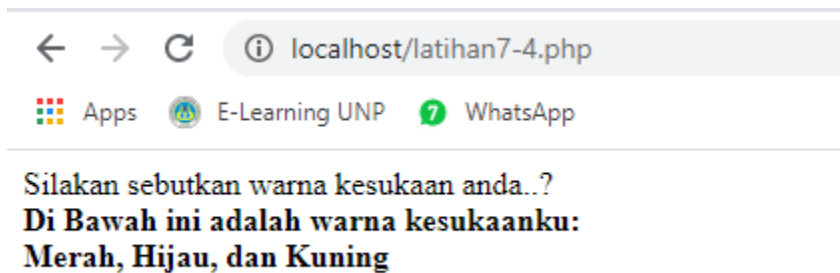 localhost/latihan7-4.php
Apps E-Learning UNP 7 WhatsApp
Silakan sebutkan warna kesukaan anda..?
Di Bawah ini adalah warna kesukaanku:
Merah, Hijau, dan Kuning